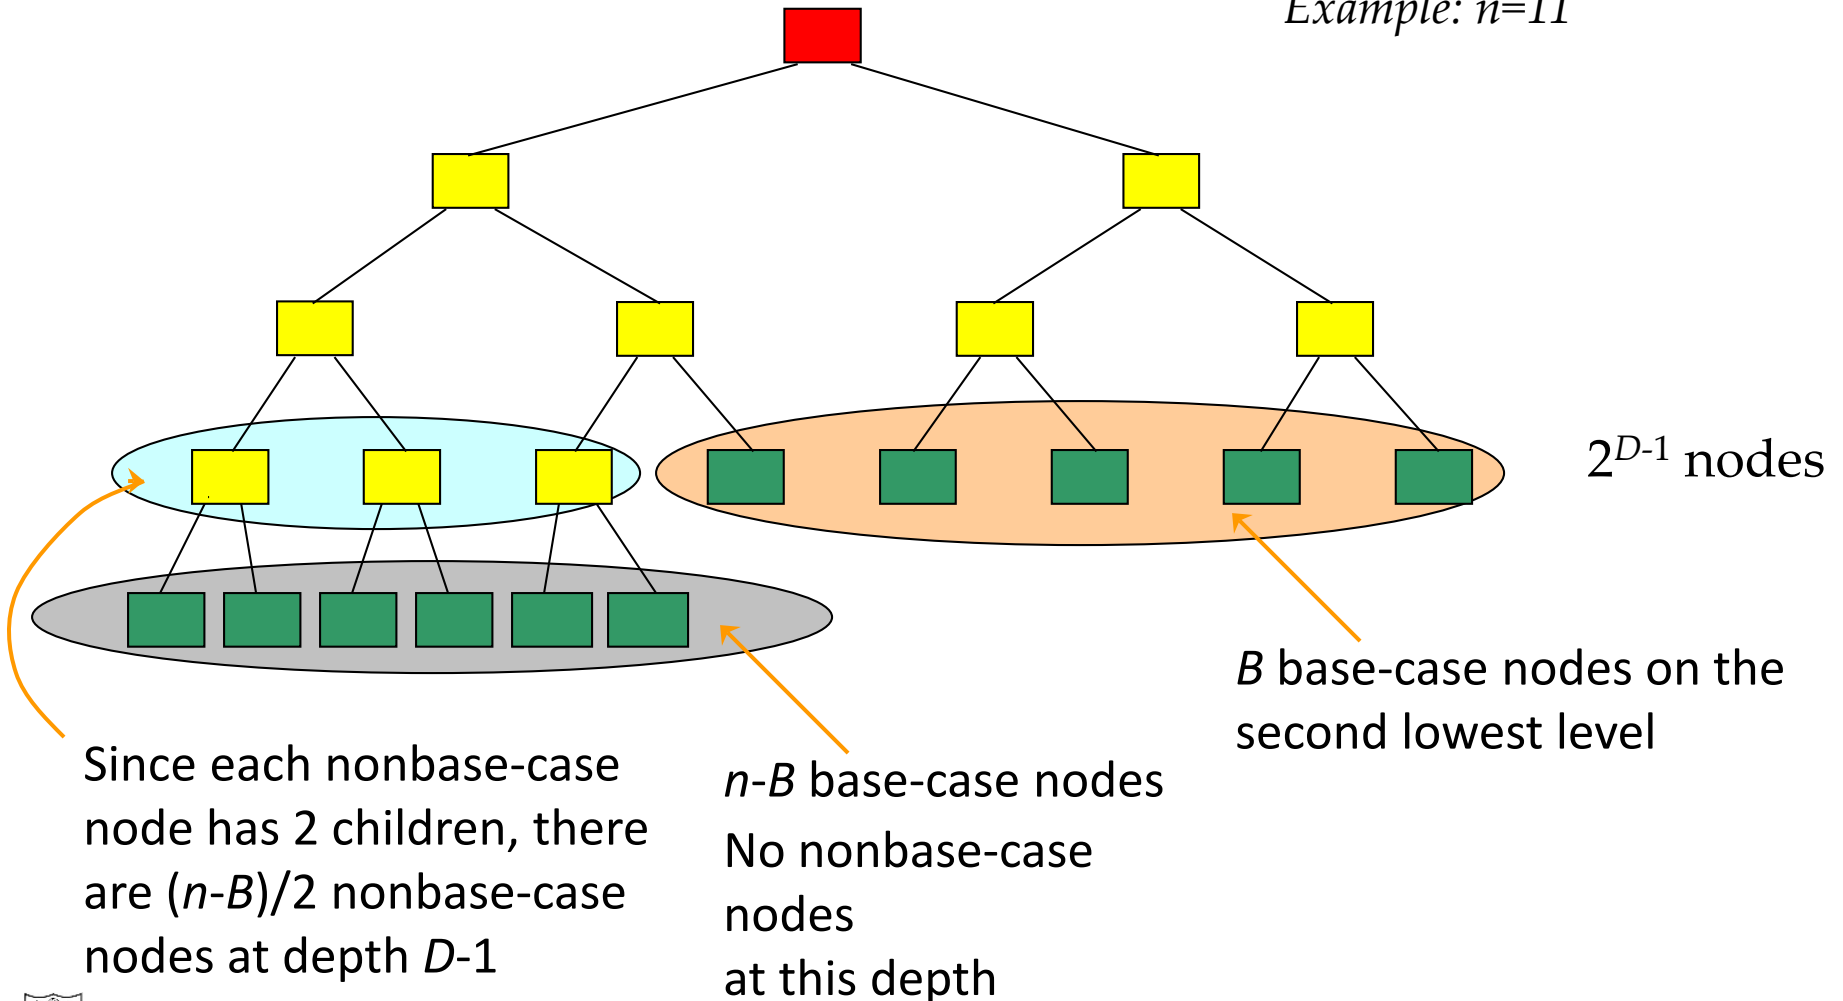 Example: n=11
2^{D-1} nodes
B base-case nodes on the
second lowest level
Since each nonbase-case
node has 2 children, there
are (n-B)/2 nonbase-case
nodes at depth D-1
n-B base-case nodes
No nonbase-case
nodes
at this depth